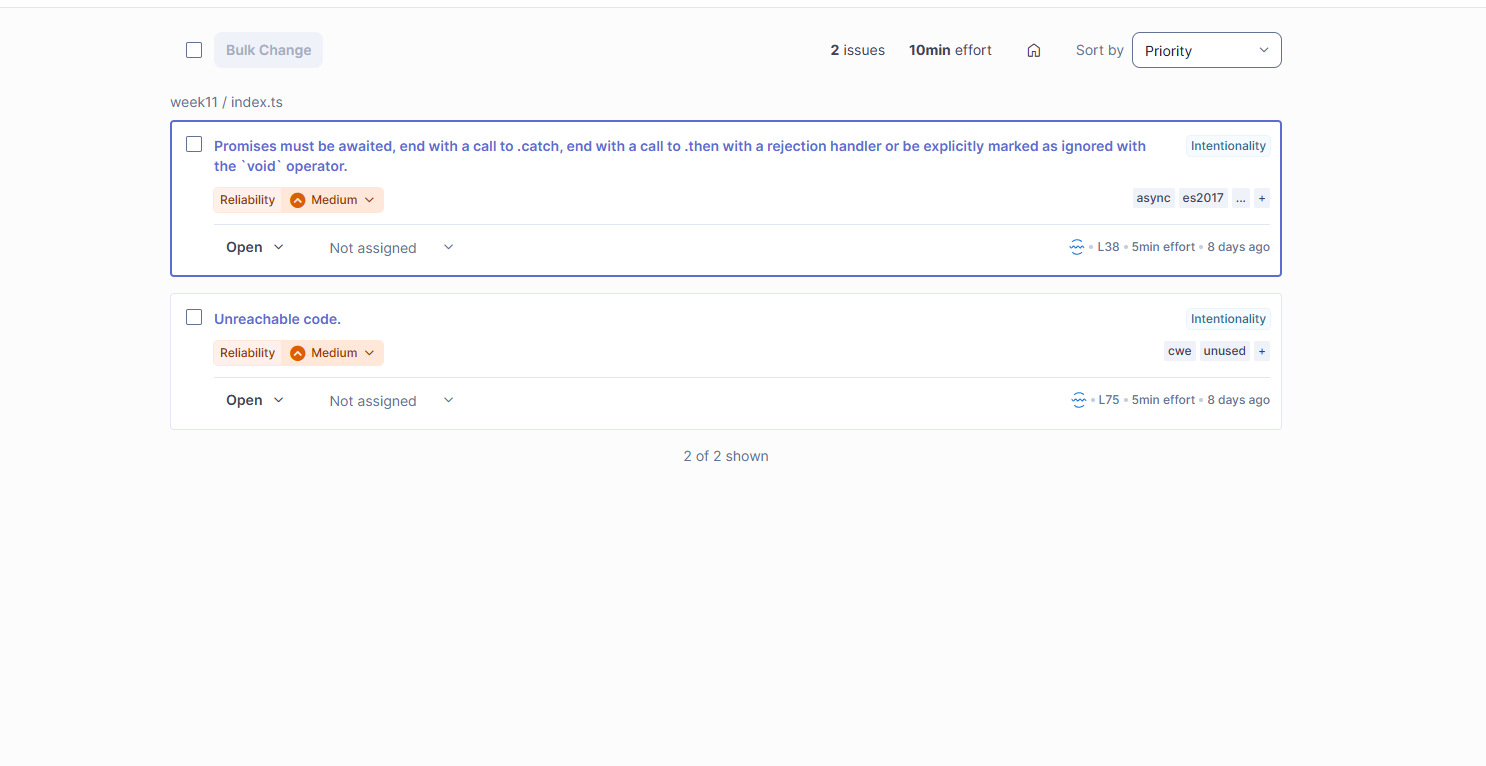 Bulk Change
2 issues 10min effort Sort by Priority
week11 / index.ts
Promises must be awaited, end with a call to .catch, end with a call to .then with a rejection handler or be explicitly marked as ignored with
the `void` operator.
Intentionality
Reliability Medium
async es2017 ... +
Open Not assigned
L38 • 5min effort • 8 days ago
Unreachable code.
Intentionality
Reliability Medium
cwe unused +
Open Not assigned
L75 • 5min effort • 8 days ago
2 of 2 shown